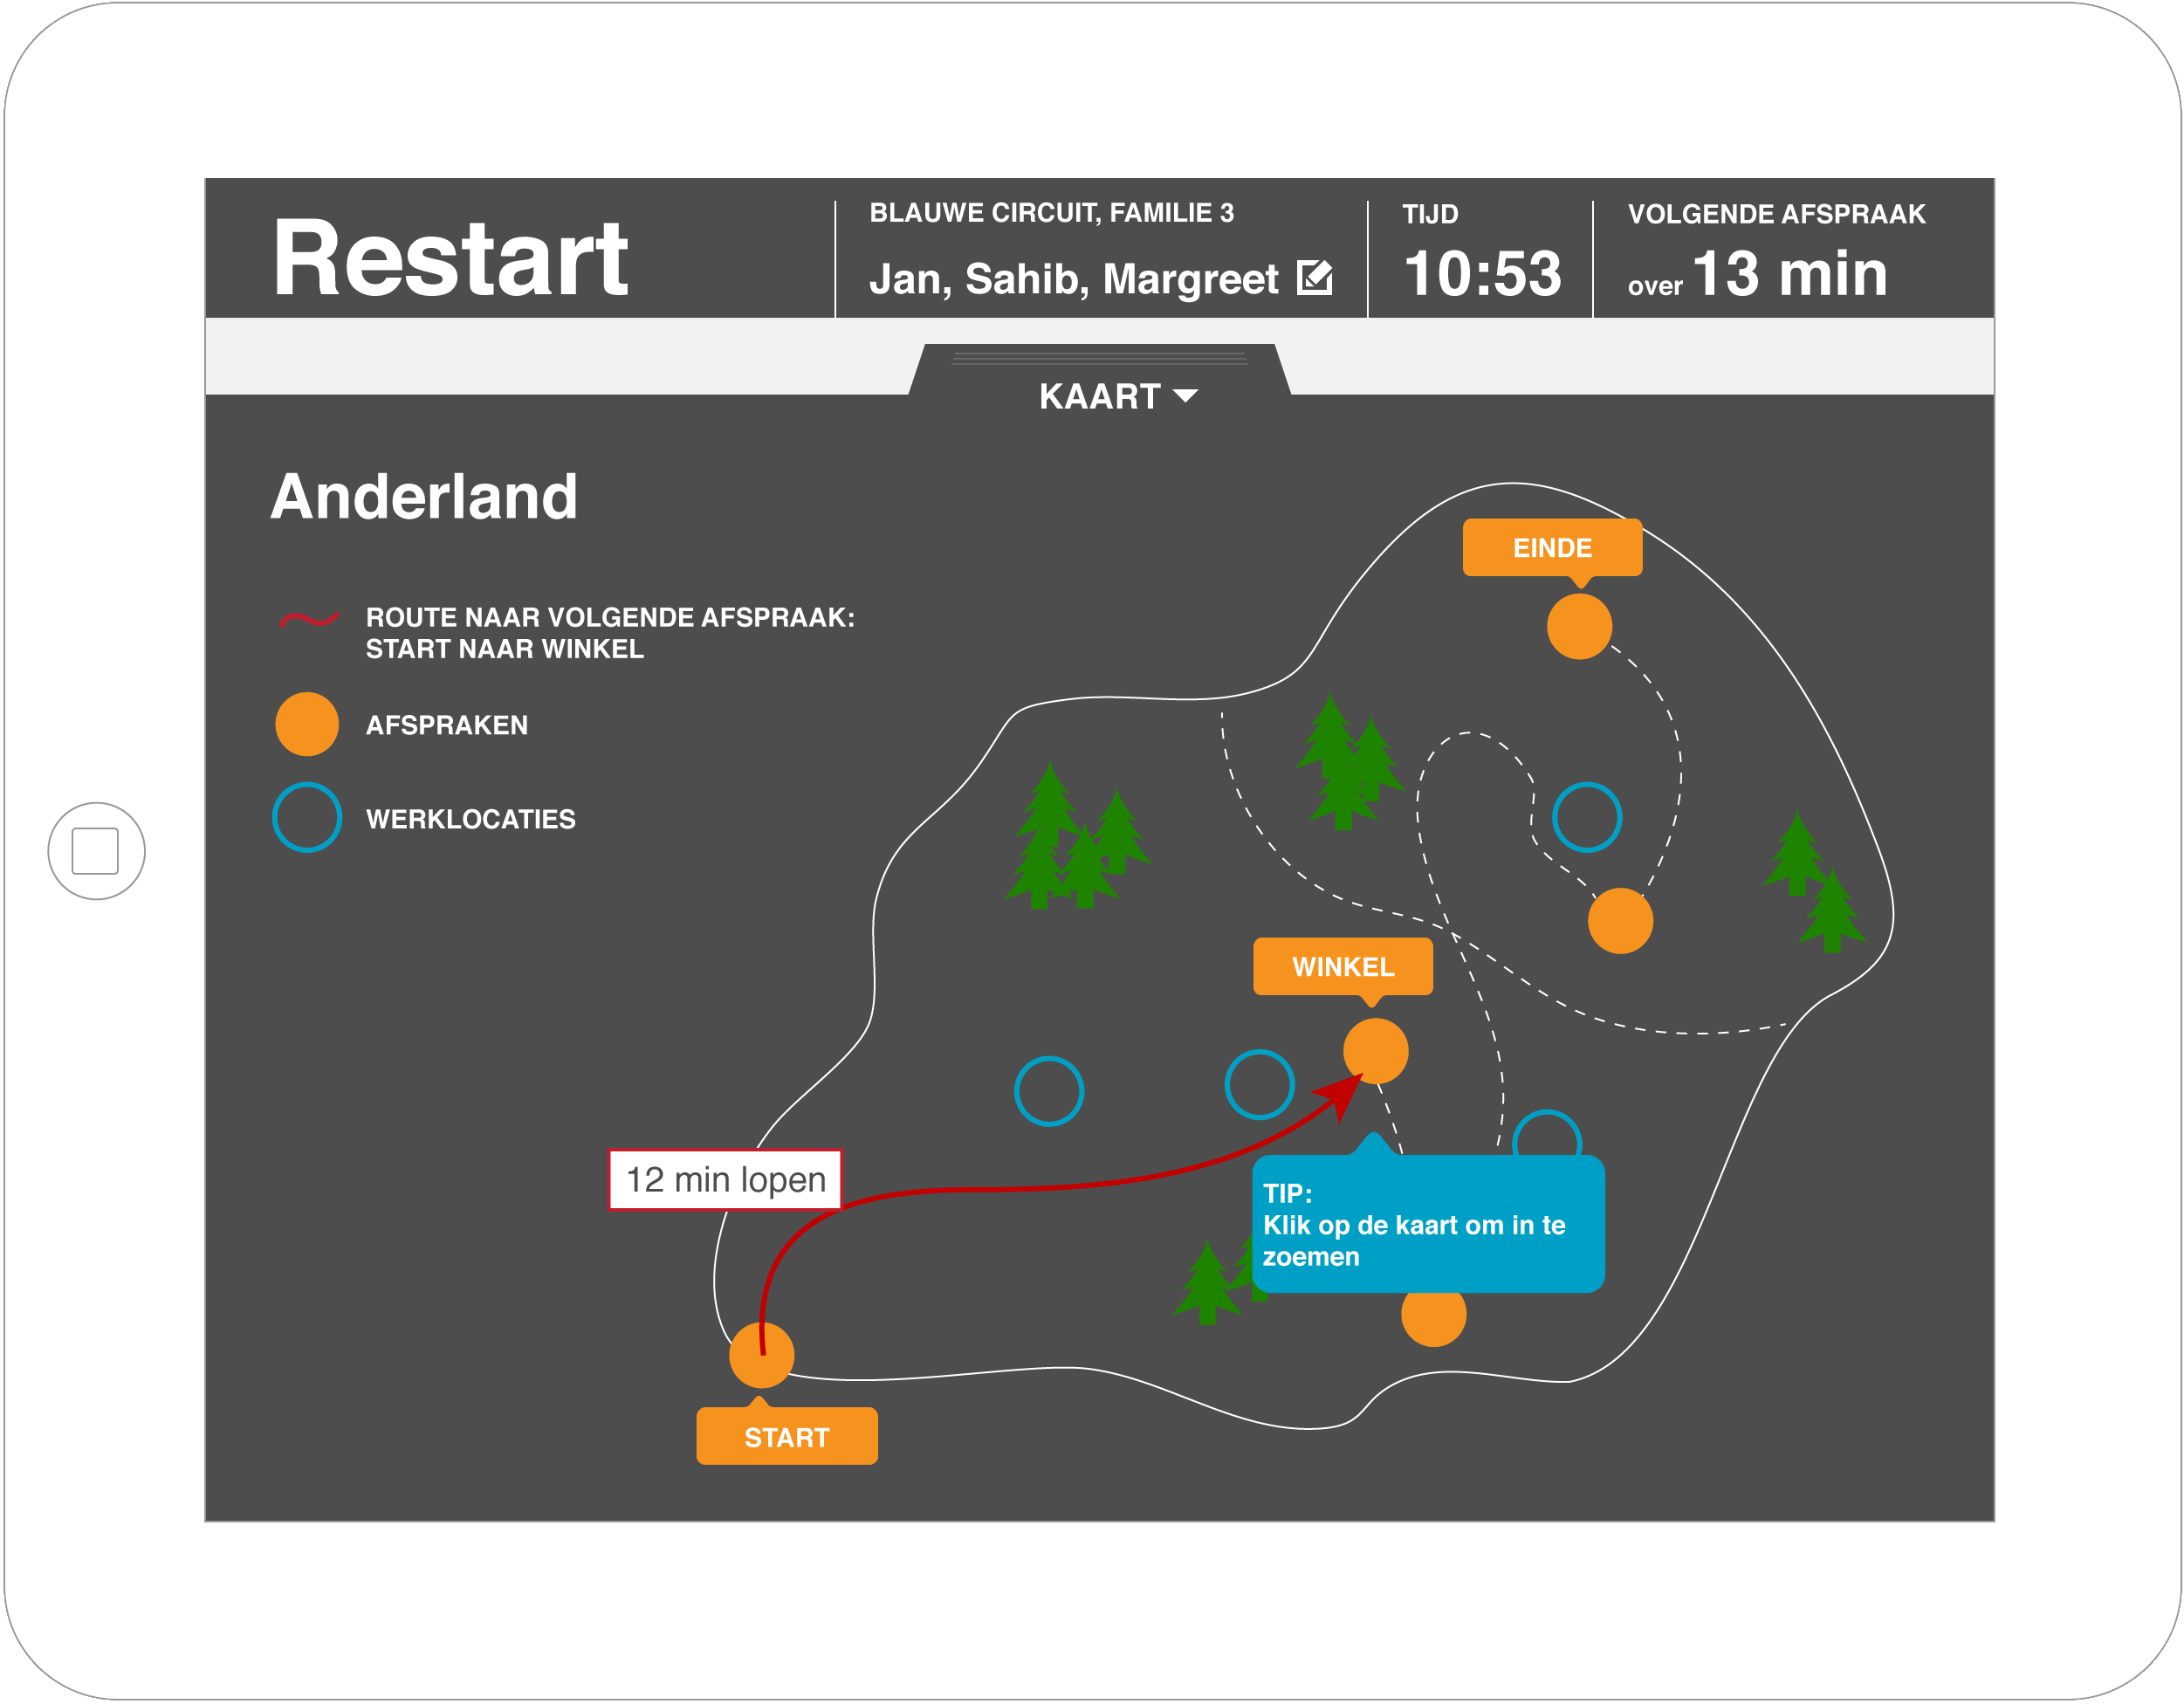 Restart
BLAUWE CIRCUIT, FAMILIE 3
Jan, Sahib, Margreet
TIJD
10:53
VOLGENDE AFSPRAAK
over 13 min
KAART
Anderland
ROUTE NAAR VOLGENDE AFSPRAAK:
START NAAR WINKEL
AFSPRAKEN
WERKLOCATIES
EINDE
WINKEL
12 min lopen
TIP:
Klik op de kaart om in te
zoemen
START